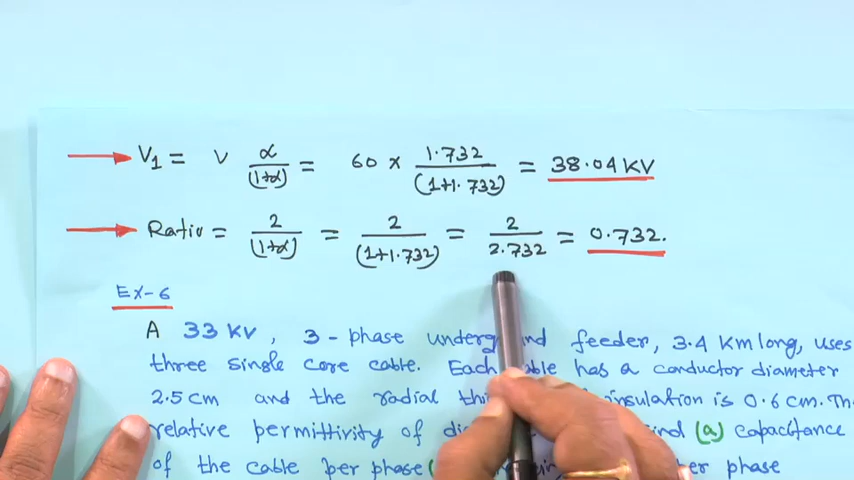 V₁ = V α/(1+α) = 60 × 1.732/(1+1.732) = 38.04 KV
Ratio = 2/(1+α) = 2/(1+1.732) = 2/2.732 = 0.732.
EX-6
A 33 KV, 3-phase underground feeder, 3.4 Km long, uses
three single core cable. Each cable has a conductor diameter
2.5 cm and the radial insulation is 0.6 cm. The
relative permittivity of (a) capacitance
of the cable per phase per phase